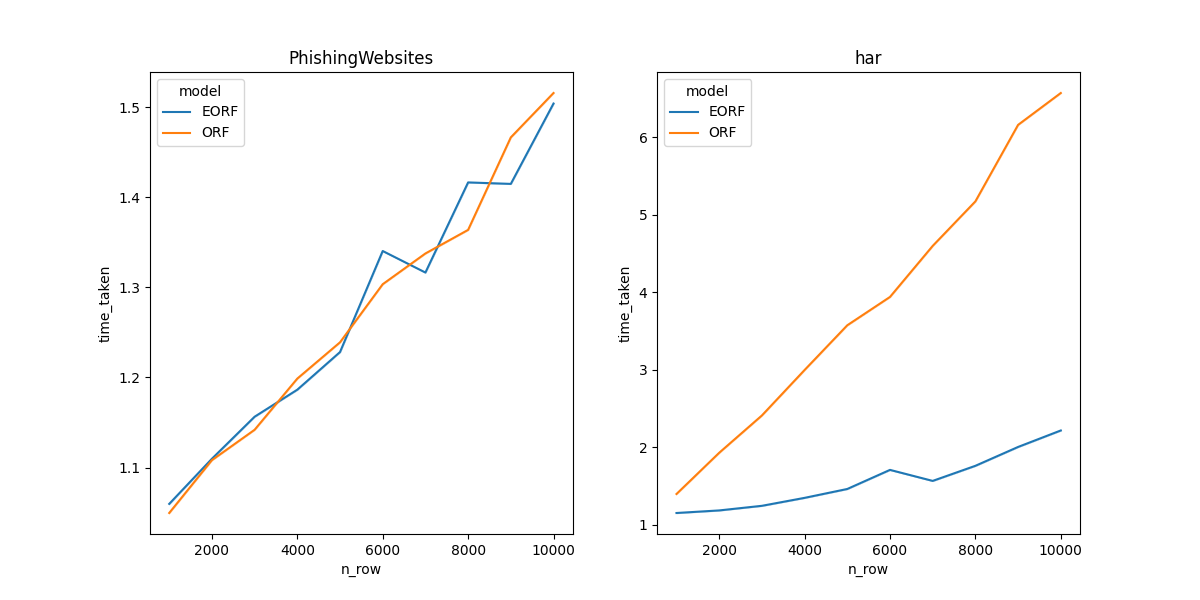 PhishingWebsites
model
EORF
ORF
1.5
1.4
1.3
1.2
1.1
time_taken
2000 4000 6000 8000 10000
n_row
har
model
EORF
ORF
6
5
4
3
2
1
time_taken
2000 4000 6000 8000 10000
n_row